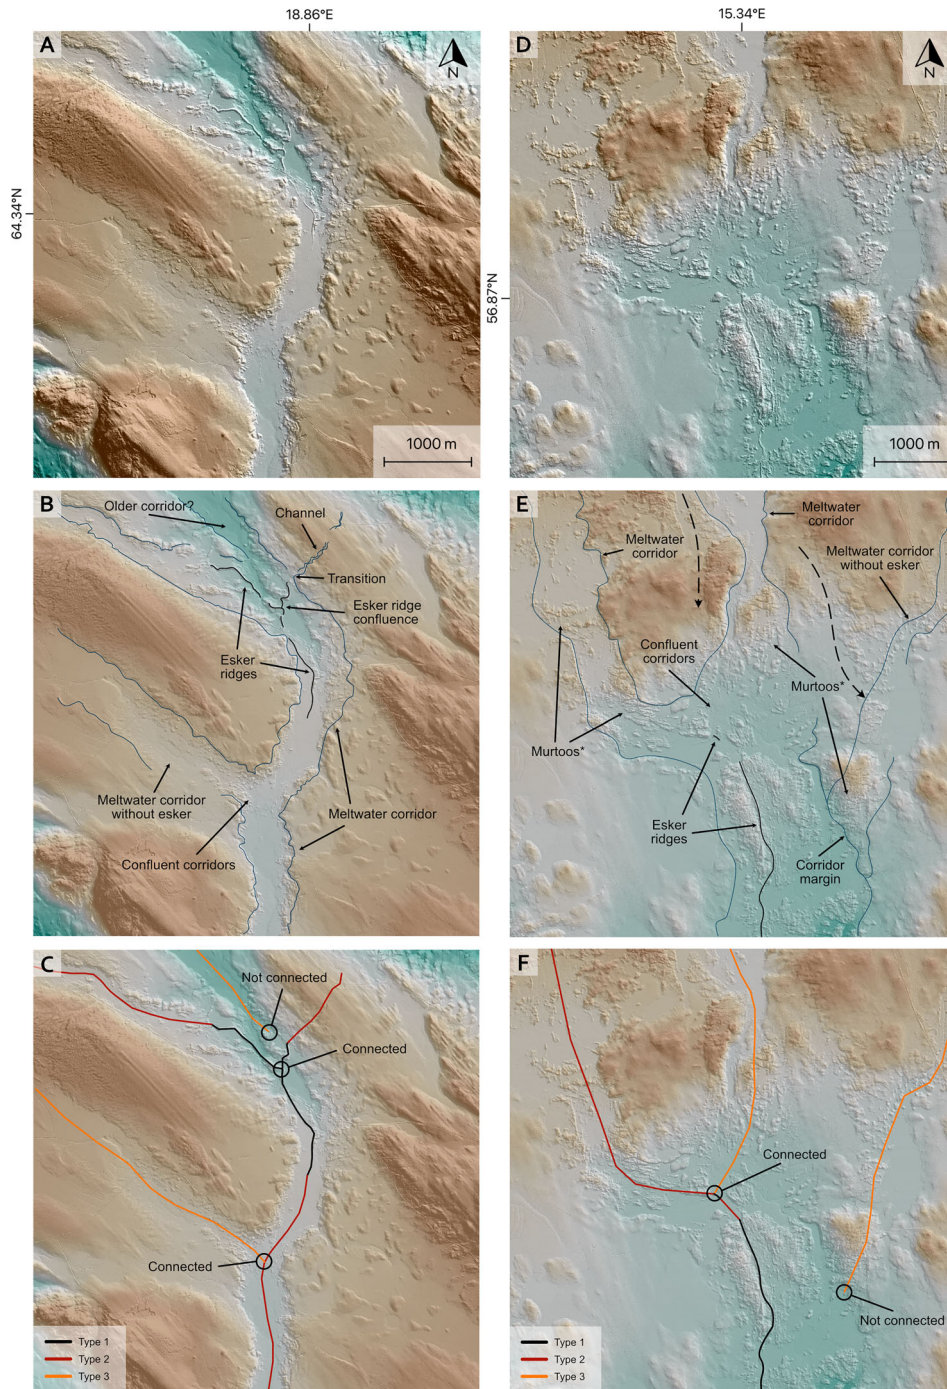 18.86°E
15.34°E
A
N
64.34°N
1000 m
D
N
56.87°N
1000 m
B
Older corridor?
Channel
Transition
Esker ridge
confluence
Esker
ridges
Meltwater corridor
without esker
Meltwater corridor
Confluent corridors
E
Meltwater
corridor
Meltwater
corridor
Meltwater corridor
without esker
Confluent
corridors
Murtoos*
Murtoos*
Esker
ridges
Corridor
margin
C
Not connected
Connected
Connected
Type 1
Type 2
Type 3
F
Connected
Not connected
Type 1
Type 2
Type 3